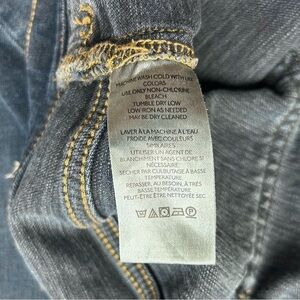 MACHINE WASH COLD WITH LIKE
COLORS
USE ONLY NON-CHLORINE
BLEACH
TUMBLE DRY LOW
LOW IRON AS NEEDED
MAY BE DRY CLEANED
LAVER À LA MACHINE À L'EAU
FROIDE AVEC COULEURS
SIMILAIRES
UTILISER UN AGENT DE
BLANCHIMENT SANS CHLORE SI
NÉCESSAIRE
SÉCHER PAR CULBUTAGE À BASSE
TEMPÉRATURE
REPASSER, AU BESOIN, À TRÈS
BASSE TEMPÉRATURE
PEUT-ÊTRE ÊTRE NETTOYÉE SEC